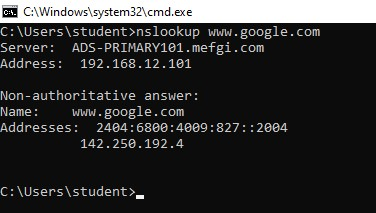 C:\Windows\system32\cmd.exe
C:\Users\student>nslookup www.google.com
Server:  ADS-PRIMARY101.mefgi.com
Address:  192.168.12.101
Non-authoritative answer:
Name:    www.google.com
Addresses:  2404:6800:4009:827::2004
142.250.192.4
C:\Users\student>